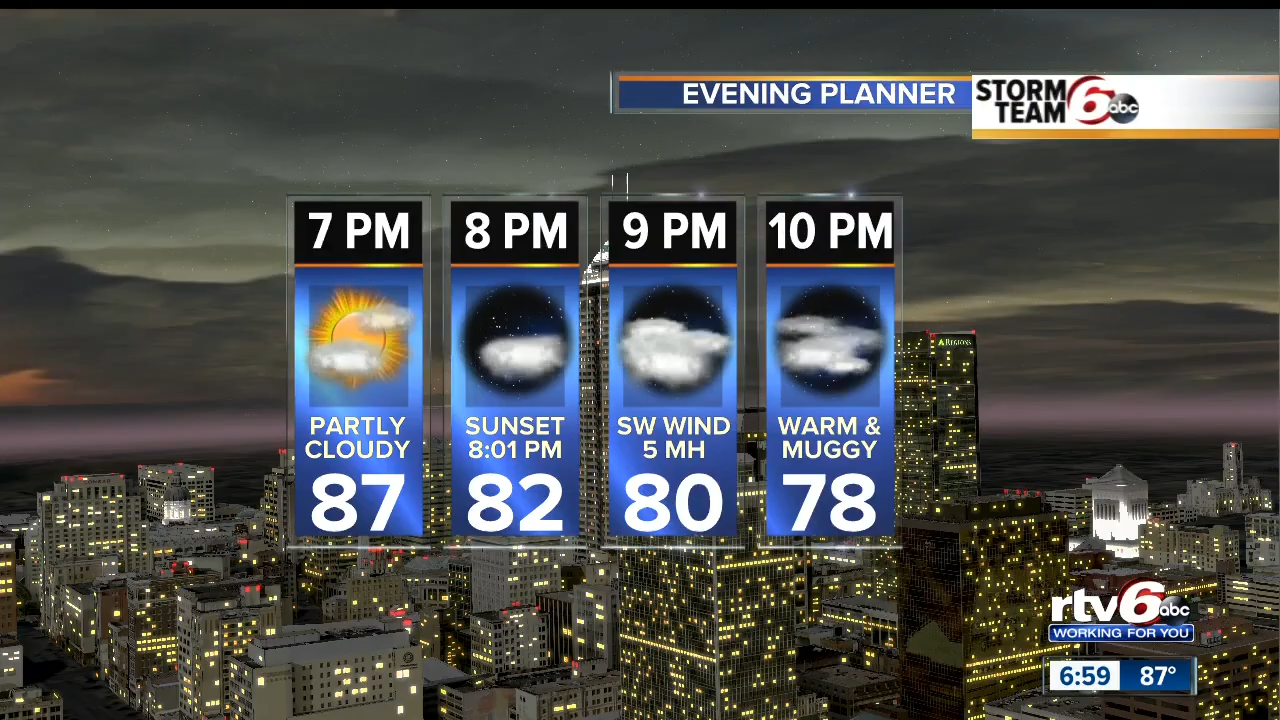 EVENING PLANNER
STORM
TEAM 6 abc
7 PM
PARTLY
CLOUDY
87
8 PM
SUNSET
8:01 PM
82
9 PM
SW WIND
5 MH
80
10 PM
WARM &
MUGGY
78
REGIONS
rtv6 abc
WORKING FOR YOU
6:59 87°